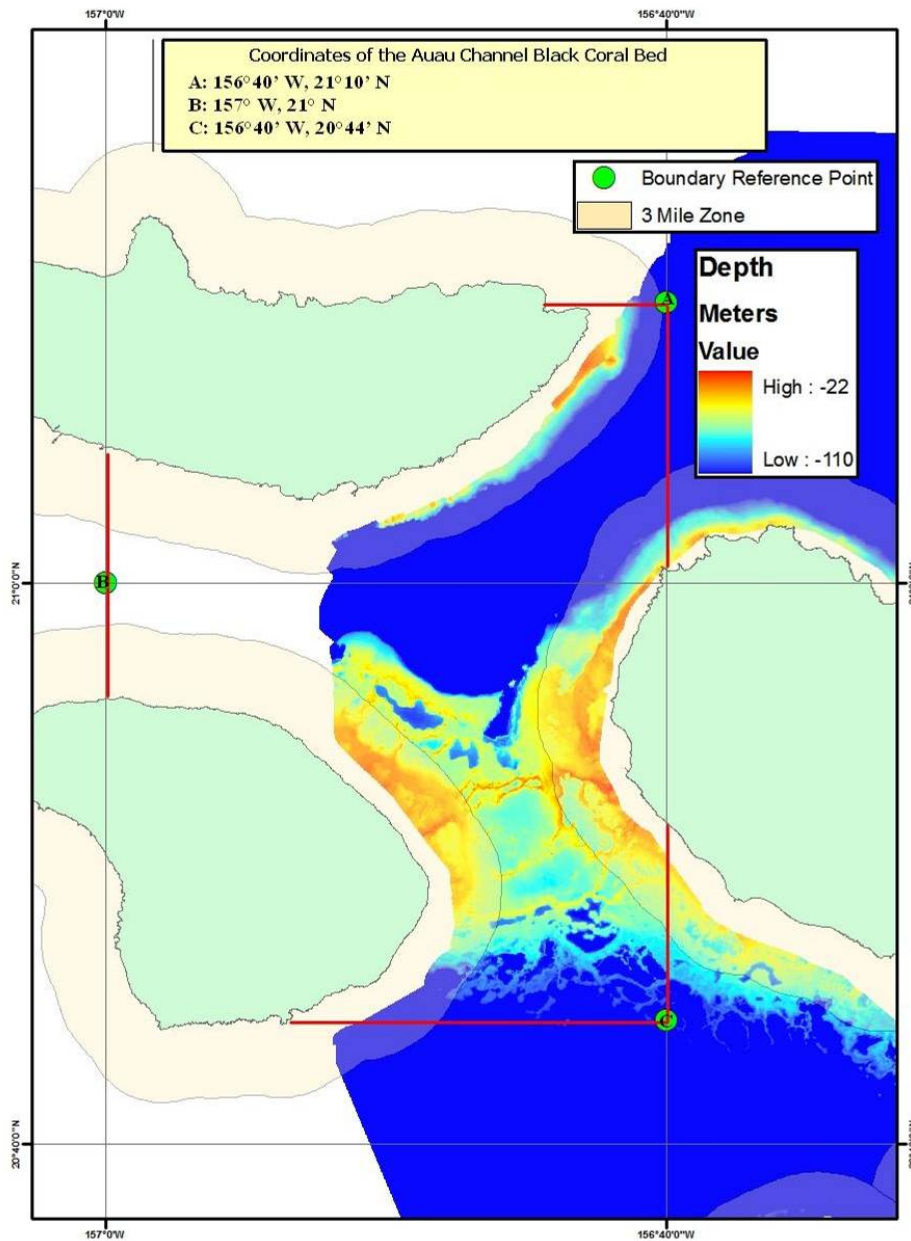 157°0'W
156°40'0"W
Coordinates of the Auau Channel Black Coral Bed
A: 156°40' W, 21°10' N
B: 157° W, 21° N
C: 156°40' W, 20°44' N
Boundary Reference Point
3 Mile Zone
Depth
Meters
Value
High : -22
Low : -110
A
B
C
21°0'0"N
20°40'0"N
157°0'W
156°40'0"W